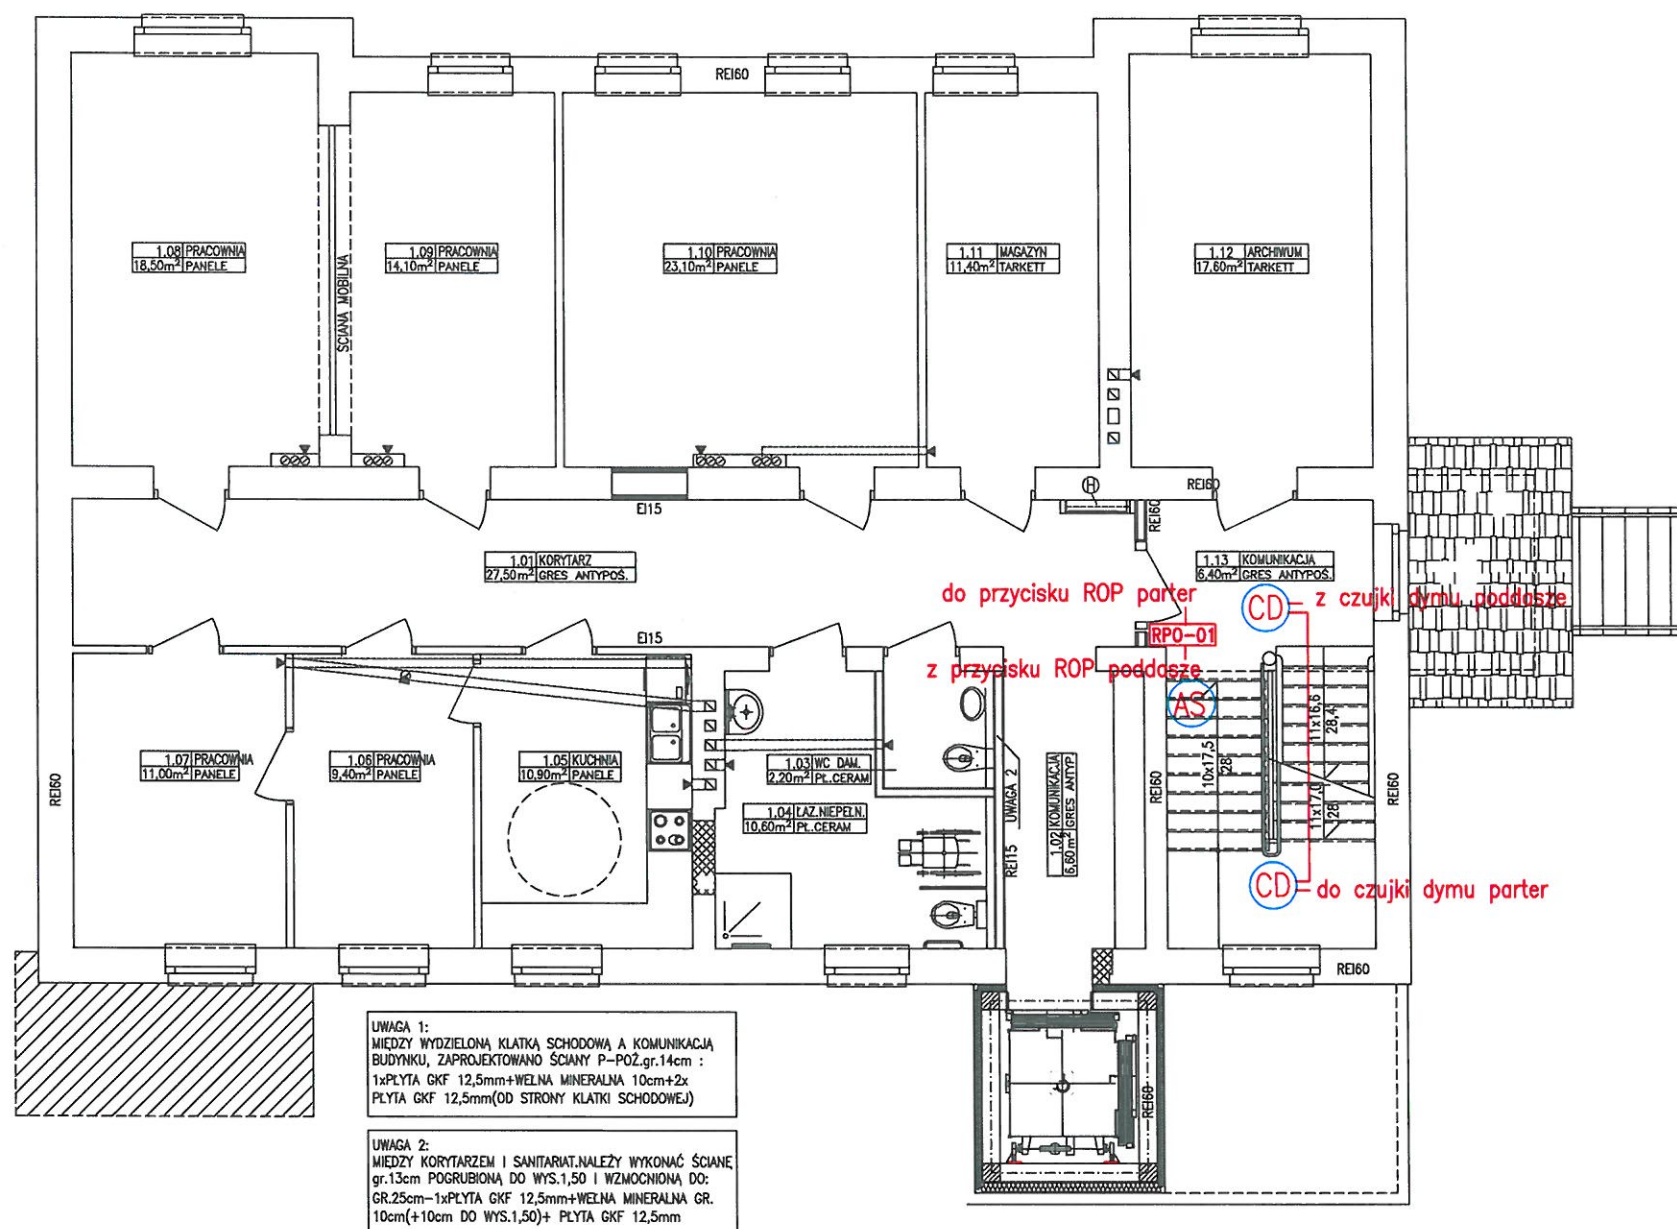 REI60
1.08 PRACOWNIA
18,50m² PANELE
ŚCIANA MOBILNA
1.09 PRACOWNIA
14,10m² PANELE
1.10 PRACOWNIA
23,10m² PANELE
1.11 MAGAZYN
11,40m² TARKETT
1.12 ARCHIWUM
17,60m² TARKETT
H
REI60
REI60
EI15
1.01 KORYTARZ
27,50m² GRES ANTYPOŚ.
1.13 KOMUNIKACJA
6,40m² GRES ANTYPOŚ.
do przycisku ROP parter
CD
z czujki dymu poddasze
RPO-01
EI15
z przycisku ROP poddasze
AS
1.07 PRACOWNIA
11,00m² PANELE
1.06 PRACOWNIA
9,40m² PANELE
1.05 KUCHNIA
10,90m² PANELE
1.03 WC DAM.
2,20m² PŁ.CERAM
1.04 ŁAZ.NIEPEŁN.
10,60m² PŁ.CERAM
UWAGA 2
REI15
1.02 KOMUNIKACJA
6,60m² GRES ANTYP
REI60
REI60
10x17,5
28
11x16,6
28,4
11x17,0
28
REI60
CD
do czujki dymu parter
REI60
REI60
UWAGA 1:
MIĘDZY WYDZIELONĄ KLATKĄ SCHODOWĄ A KOMUNIKACJĄ
BUDYNKU, ZAPROJEKTOWANO ŚCIANY P-POŻ.gr.14cm :
1xPŁYTA GKF 12,5mm+WEŁNA MINERALNA 10cm+2x
PŁYTA GKF 12,5mm(OD STRONY KLATKI SCHODOWEJ)
UWAGA 2:
MIĘDZY KORYTARZEM I SANITARIAT.NALEŻY WYKONAĆ ŚCIANĘ
gr.13cm POGRUBIONĄ DO WYS.1,50 I WZMOCNIONĄ DO:
GR.25cm-1xPŁYTA GKF 12,5mm+WEŁNA MINERALNA GR.
10cm(+10cm DO WYS.1,50)+ PŁYTA GKF 12,5mm